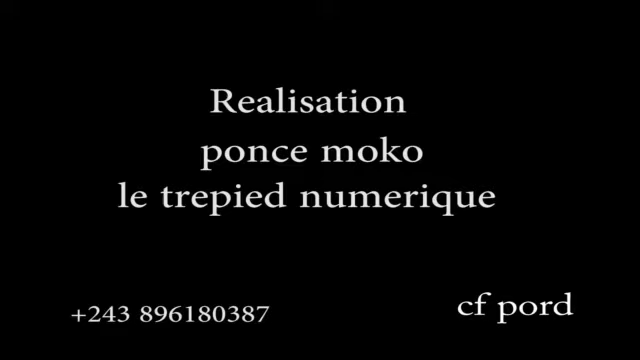 Realisation
ponce moko
le trepied numerique
+243 896180387
cf pord